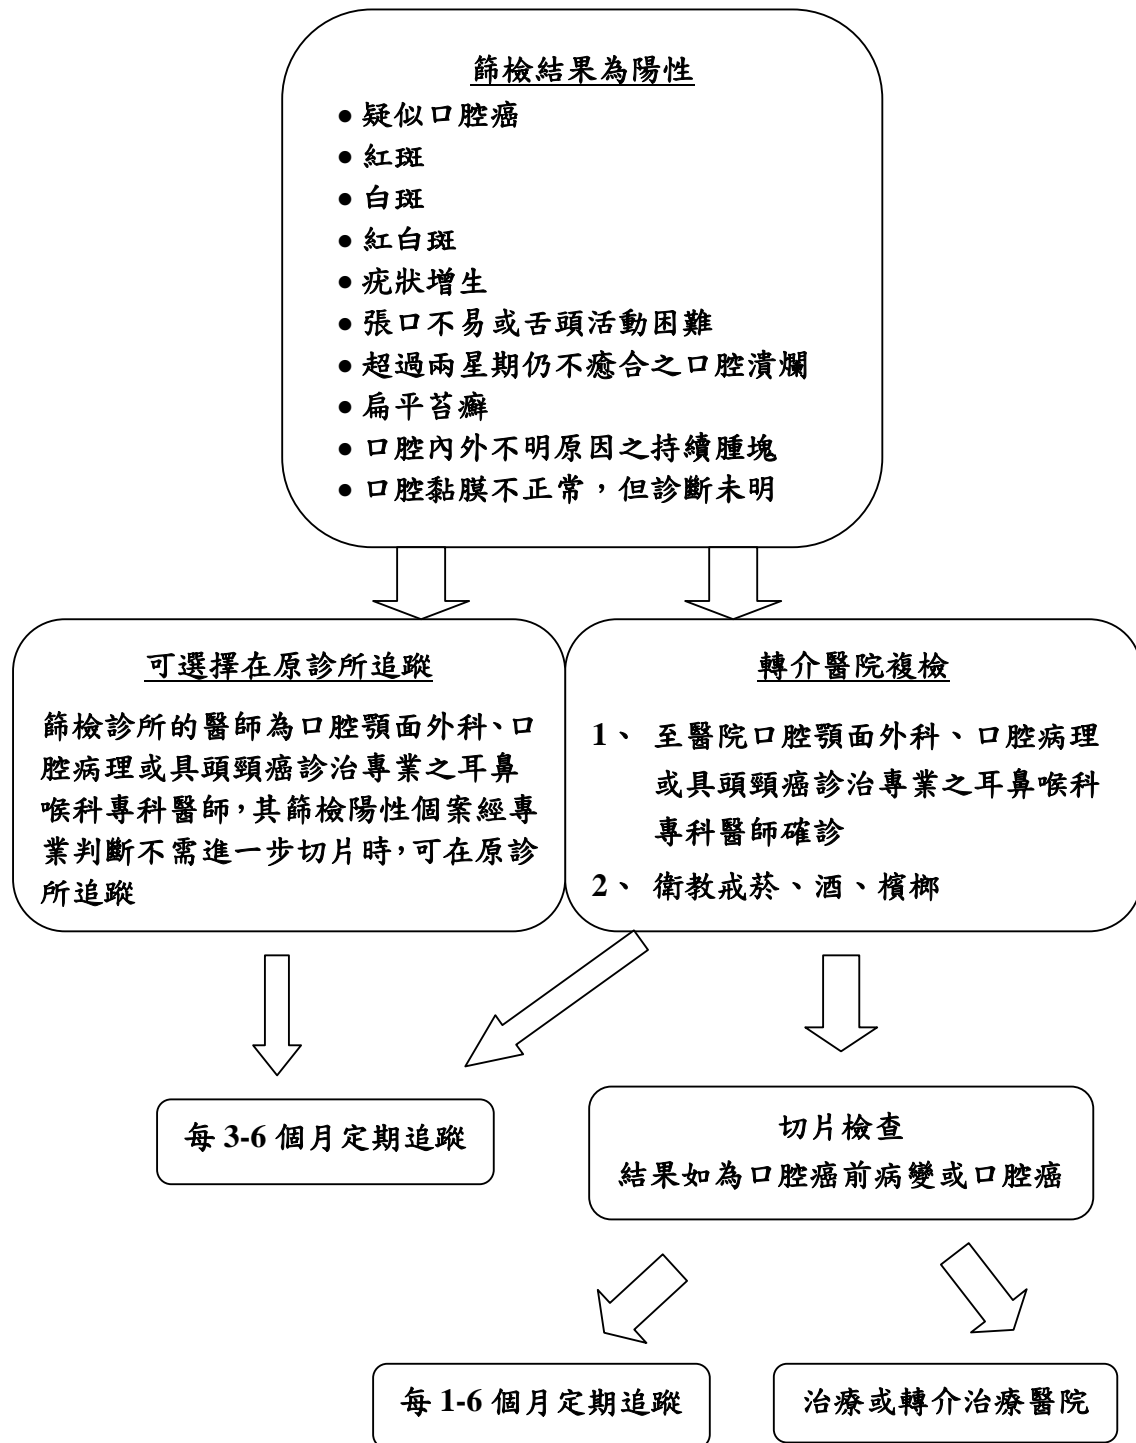 篩檢結果為陽性
● 疑似口腔癌
● 紅斑
● 白斑
● 紅白斑
● 疣狀增生
● 張口不易或舌頭活動困難
● 超過兩星期仍不癒合之口腔潰爛
● 扁平苔癬
● 口腔內外不明原因之持續腫塊
● 口腔黏膜不正常，但診斷未明
可選擇在原診所追蹤
篩檢診所的醫師為口腔顎面外科、口
腔病理或具頭頸癌診治專業之耳鼻
喉科專科醫師，其篩檢陽性個案經專
業判斷不需進一步切片時，可在原診
所追蹤
轉介醫院複檢
1、 至醫院口腔顎面外科、口腔病理
或具頭頸癌診治專業之耳鼻喉科
專科醫師確診
2、 衛教戒菸、酒、檳榔
每 3-6 個月定期追蹤
切片檢查
結果如為口腔癌前病變或口腔癌
每 1-6 個月定期追蹤
治療或轉介治療醫院